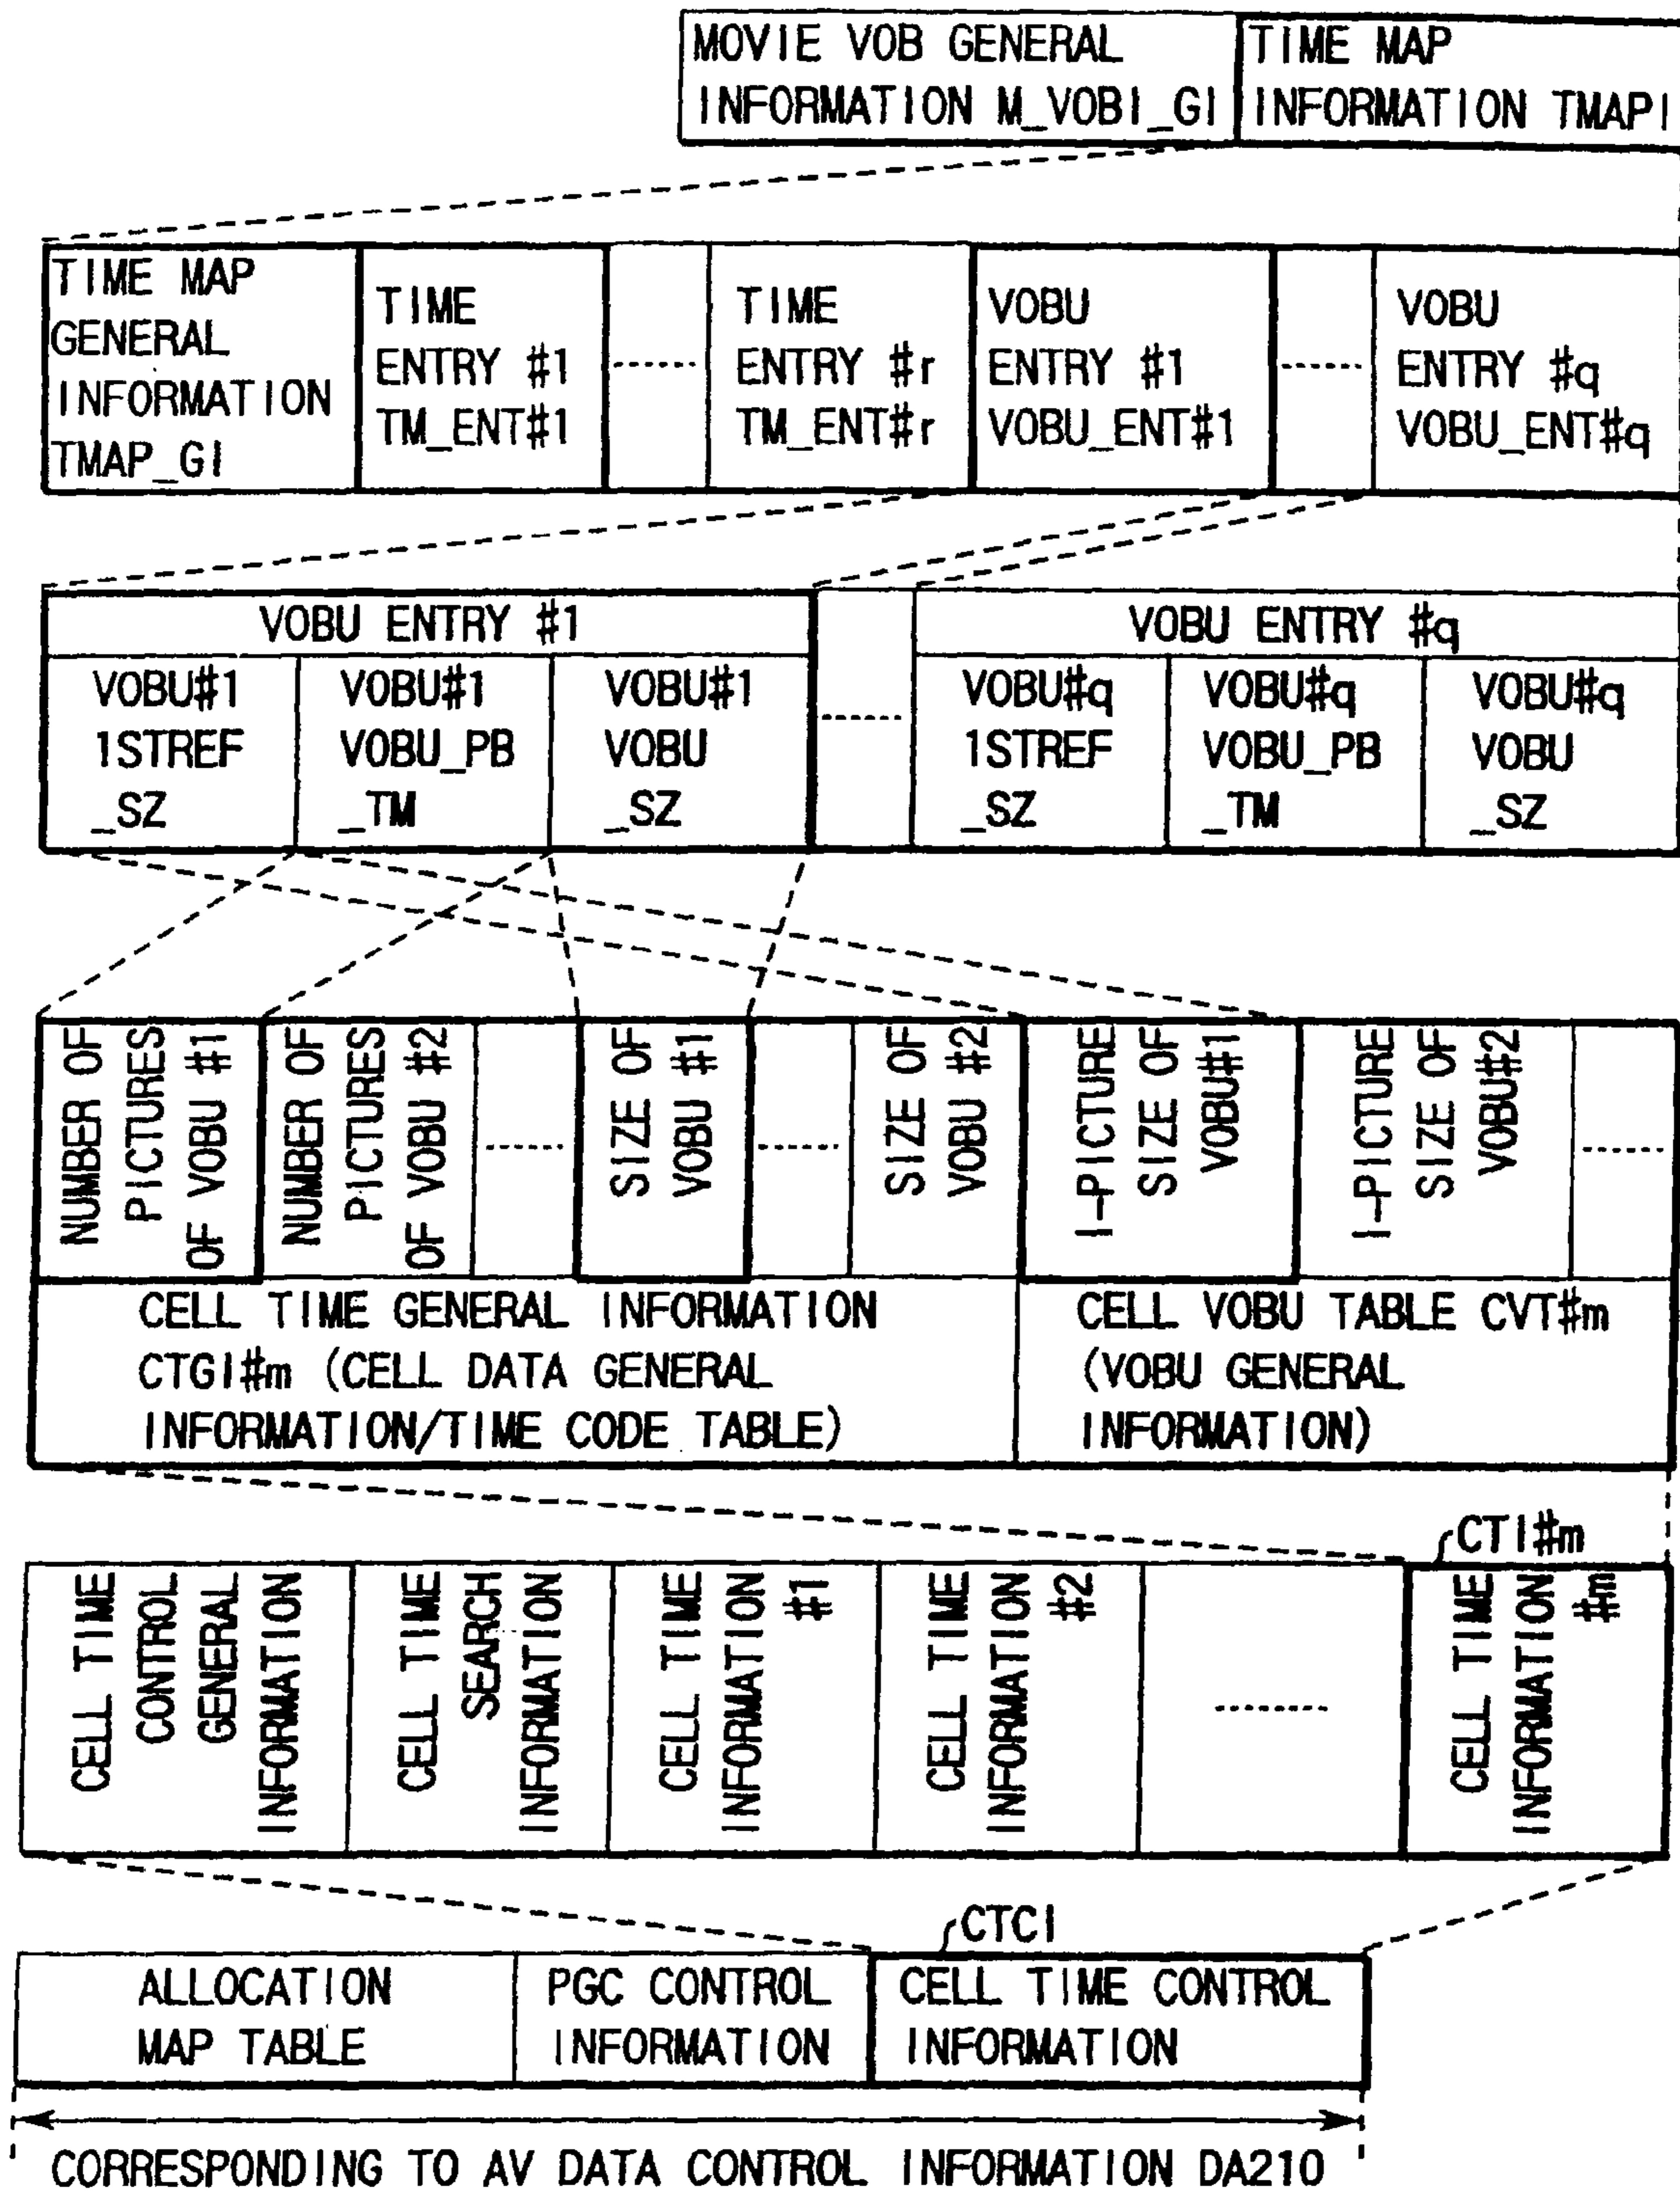 MOVIE VOB GENERAL
INFORMATION M_VOBI_GI
TIME MAP
INFORMATION TMAPI
TIME MAP
GENERAL
INFORMATION
TMAP_GI
TIME
ENTRY #1
TM_ENT#1
TIME
ENTRY #r
TM_ENT#r
VOBU
ENTRY #1
VOBU_ENT#1
VOBU
ENTRY #q
VOBU_ENT#q
VOBU ENTRY #1
VOBU#1
1STREF
_SZ
VOBU#1
VOBU_PB
_TM
VOBU#1
VOBU
_SZ
VOBU ENTRY #q
VOBU#q
1STREF
_SZ
VOBU#q
VOBU_PB
_TM
VOBU#q
VOBU
_SZ
NUMBER OF
PICTURES
OF VOBU #1
NUMBER OF
PICTURES
OF VOBU #2
SIZE OF
VOBU #1
SIZE OF
VOBU #2
I-PICTURE
SIZE OF
VOBU#1
I-PICTURE
SIZE OF
VOBU#2
CELL TIME GENERAL INFORMATION
CTGI#m (CELL DATA GENERAL
INFORMATION/TIME CODE TABLE)
CELL VOBU TABLE CVT#m
(VOBU GENERAL
INFORMATION)
CTI#m
CELL TIME
CONTROL
GENERAL
INFORMATION
CELL TIME
SEARCH
INFORMATION
CELL TIME
INFORMATION
#1
CELL TIME
INFORMATION
#2
CELL TIME
INFORMATION
#m
CTCI
ALLOCATION
MAP TABLE
PGC CONTROL
INFORMATION
CELL TIME CONTROL
INFORMATION
CORRESPONDING TO AV DATA CONTROL INFORMATION DA210